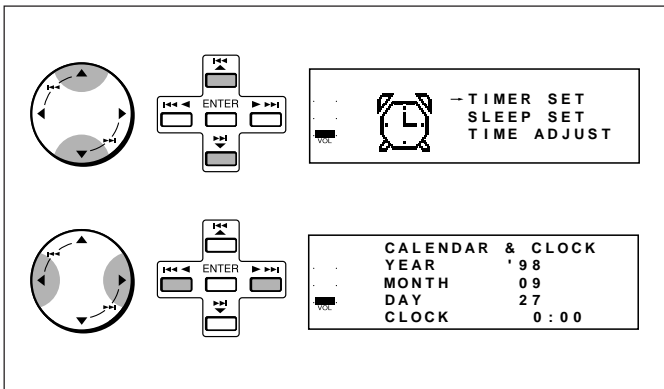 ENTER
→ TIMER SET
SLEEP SET
TIME ADJUST
VOL
ENTER
CALENDAR & CLOCK
YEAR '98
MONTH 09
DAY 27
VOL
CLOCK 0:00